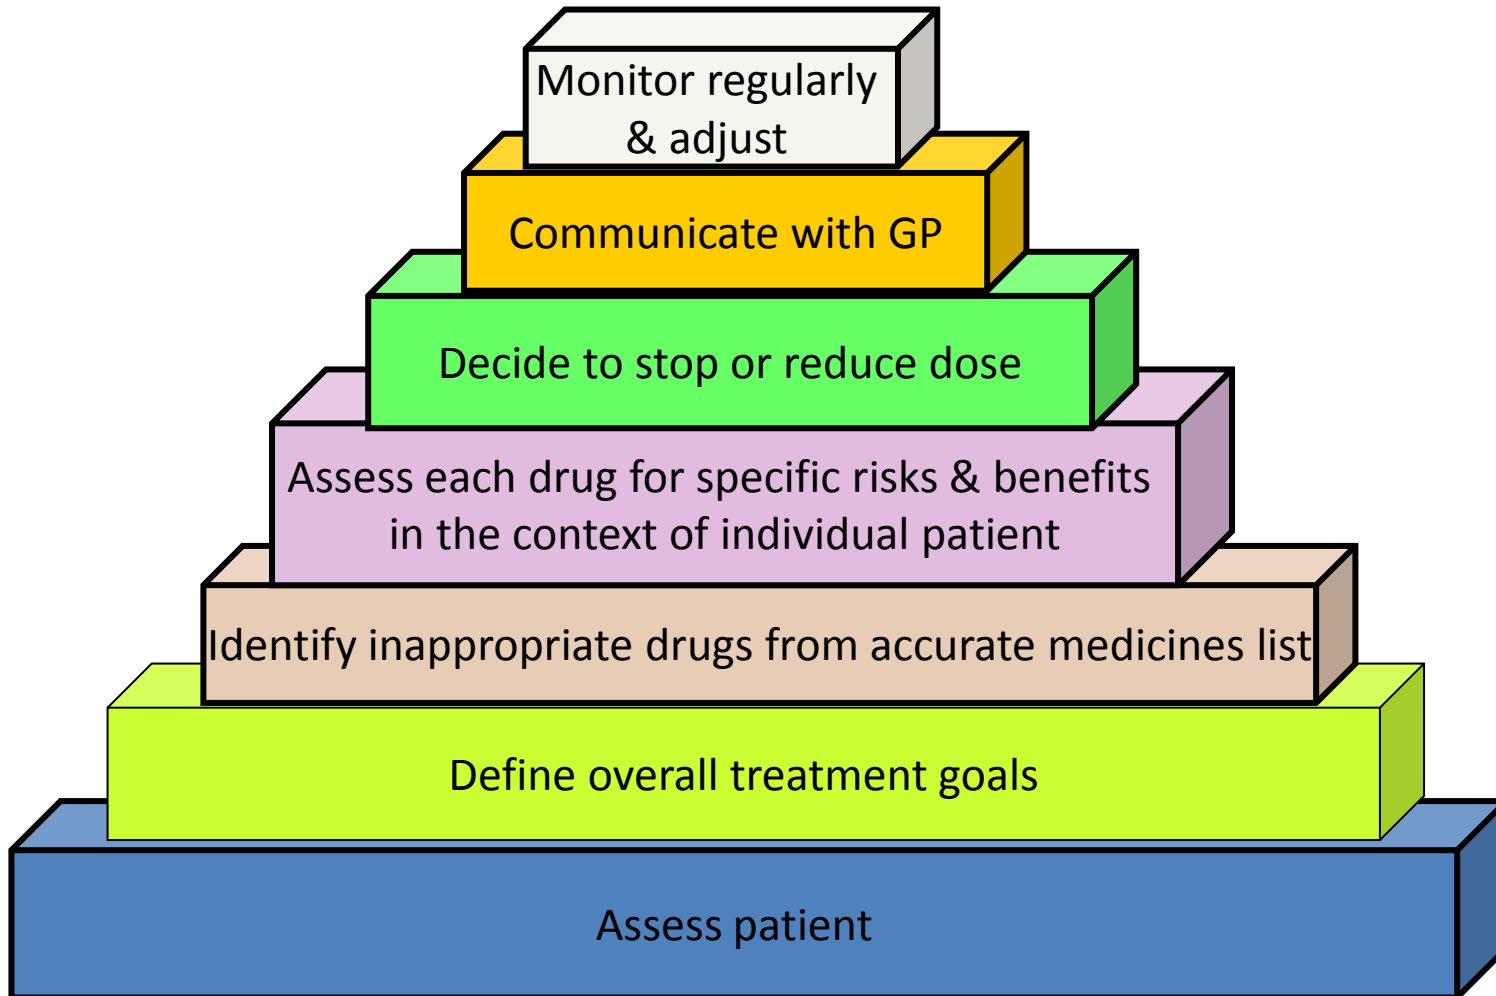 Monitor regularly
& adjust
Communicate with GP
Decide to stop or reduce dose
Assess each drug for specific risks & benefits
in the context of individual patient
Identify inappropriate drugs from accurate medicines list
Define overall treatment goals
Assess patient